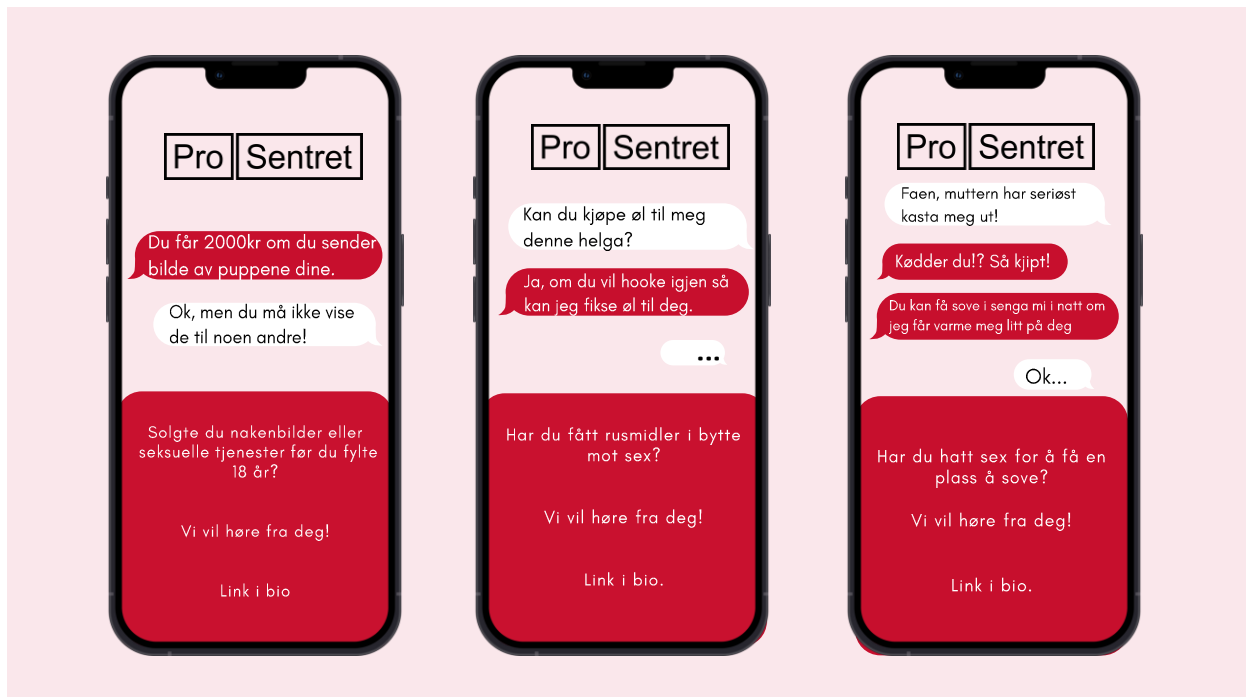 Pro Sentret
Du får 2000kr om du sender
bilde av puppene dine.
Ok, men du må ikke vise
de til noen andre!
Solgte du nakenbilder eller
seksuelle tjenester før du fylte
18 år?
Vi vil høre fra deg!
Link i bio
Pro Sentret
Kan du kjøpe øl til meg
denne helga?
Ja, om du vil hooke igjen så
kan jeg fikse øl til deg.
...
Har du fått rusmidler i bytte
mot sex?
Vi vil høre fra deg!
Link i bio.
Pro Sentret
Faen, muttern har seriøst
kasta meg ut!
Kødder du!? Så kjipt!
Du kan få sove i senga mi i natt om
jeg får varme meg litt på deg
Ok...
Har du hatt sex for å få en
plass å sove?
Vi vil høre fra deg!
Link i bio.